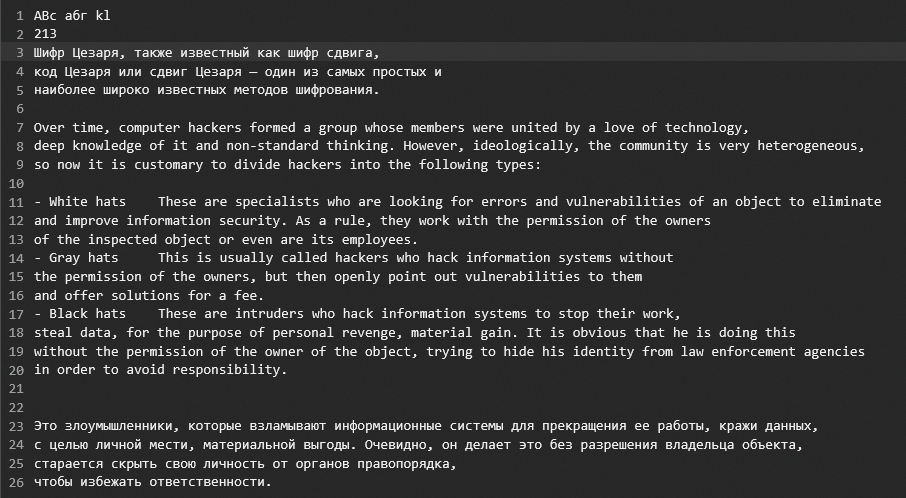 1 ABc абг kl
2 213
3 Шифр Цезаря, также известный как шифр сдвига,
4 код Цезаря или сдвиг Цезаря — один из самых простых и
5 наиболее широко известных методов шифрования.
6
7 Over time, computer hackers formed a group whose members were united by a love of technology,
8 deep knowledge of it and non-standard thinking. However, ideologically, the community is very heterogeneous,
9 so now it is customary to divide hackers into the following types:
10
11 - White hats    These are specialists who are looking for errors and vulnerabilities of an object to eliminate
12 and improve information security. As a rule, they work with the permission of the owners
13 of the inspected object or even are its employees.
14 - Gray hats     This is usually called hackers who hack information systems without
15 the permission of the owners, but then openly point out vulnerabilities to them
16 and offer solutions for a fee.
17 - Black hats    These are intruders who hack information systems to stop their work,
18 steal data, for the purpose of personal revenge, material gain. It is obvious that he is doing this
19 without the permission of the owner of the object, trying to hide his identity from law enforcement agencies
20 in order to avoid responsibility.
21
22
23 Это злоумышленники, которые взламывают информационные системы для прекращения ее работы, кражи данных,
24 с целью личной мести, материальной выгоды. Очевидно, он делает это без разрешения владельца объекта,
25 старается скрыть свою личность от органов правопорядка,
26 чтобы избежать ответственности.